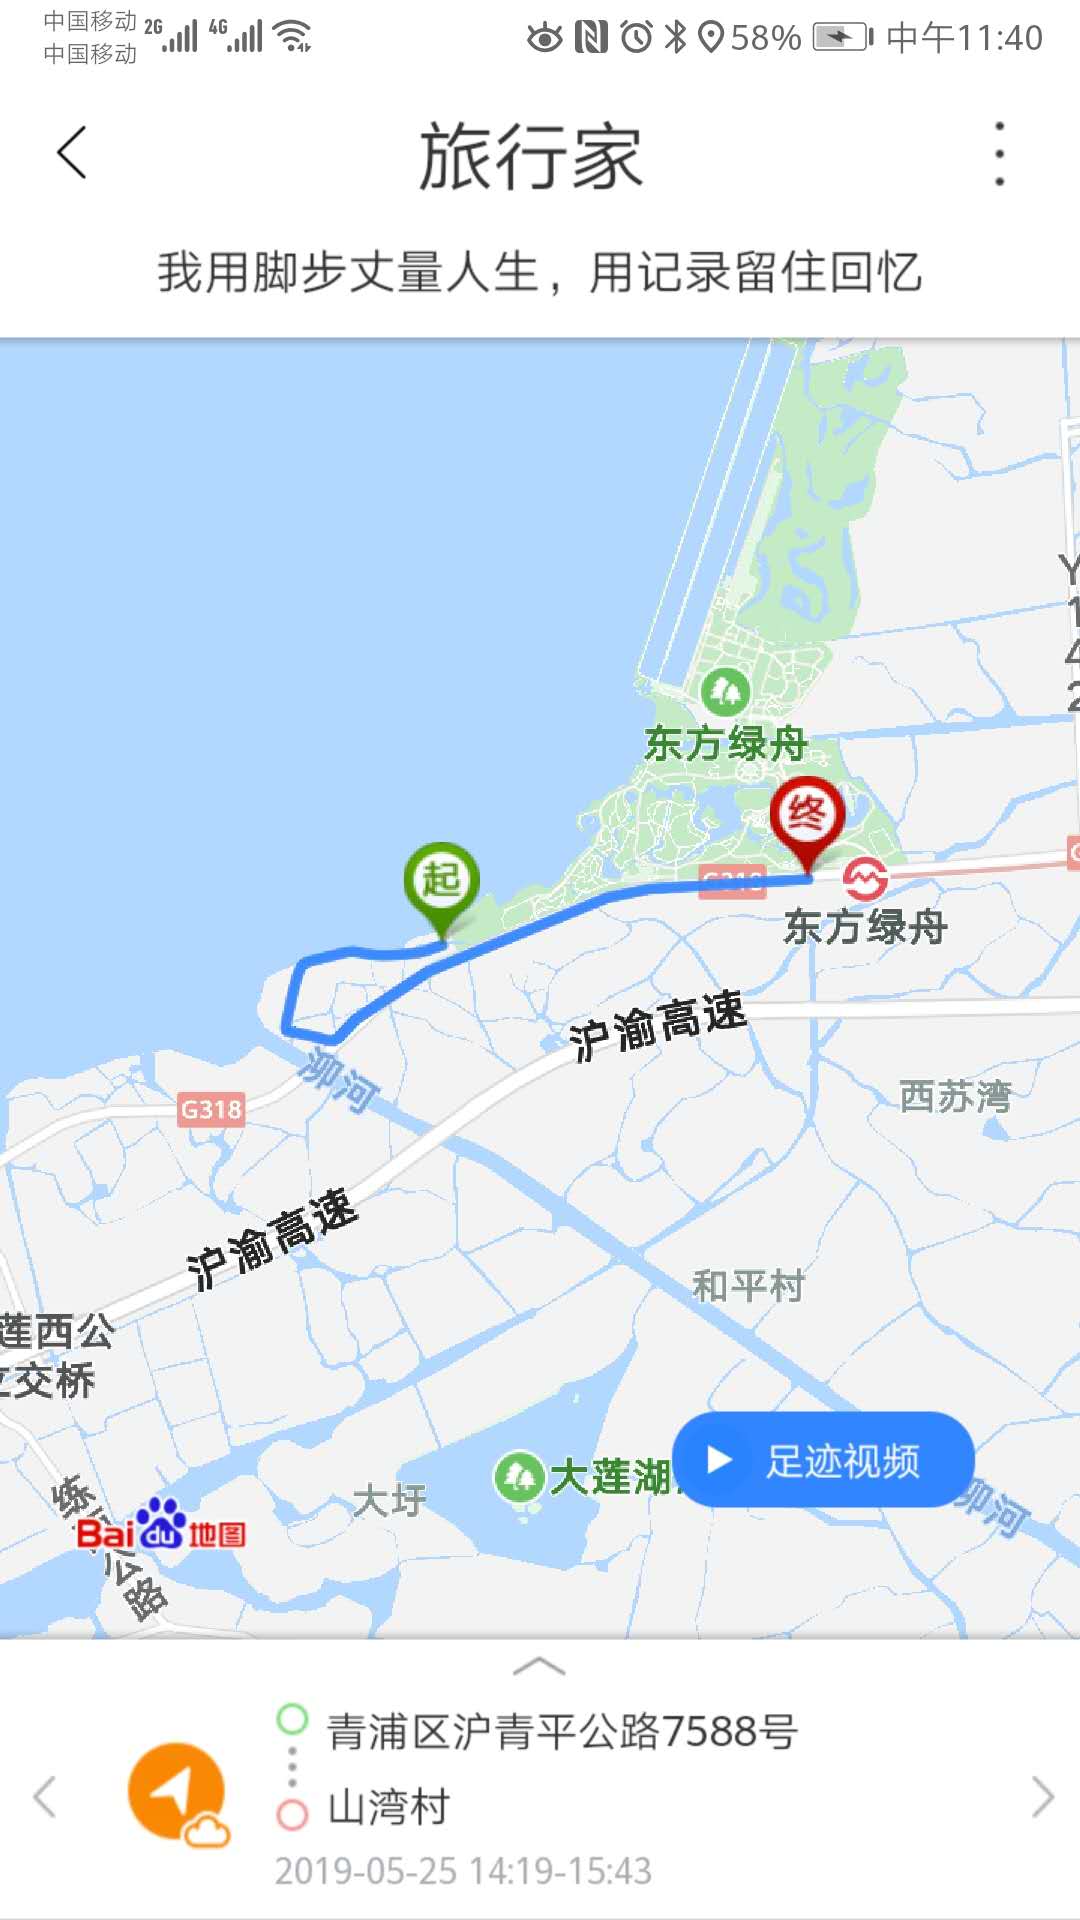 中国移动 2G 4G
中国移动
58% 中午11:40
旅行家
我用脚步丈量人生，用记录留住回忆
东方绿舟
终
起
G318
东方绿舟
沪渝高速
泖河
西苏湾
G318
沪渝高速
和平村
莲西公
立交桥
足迹视频
大莲湖
大圩
泖河
Bai du 地图
公路
青浦区沪青平公路7588号
山湾村
2019-05-25 14:19-15:43